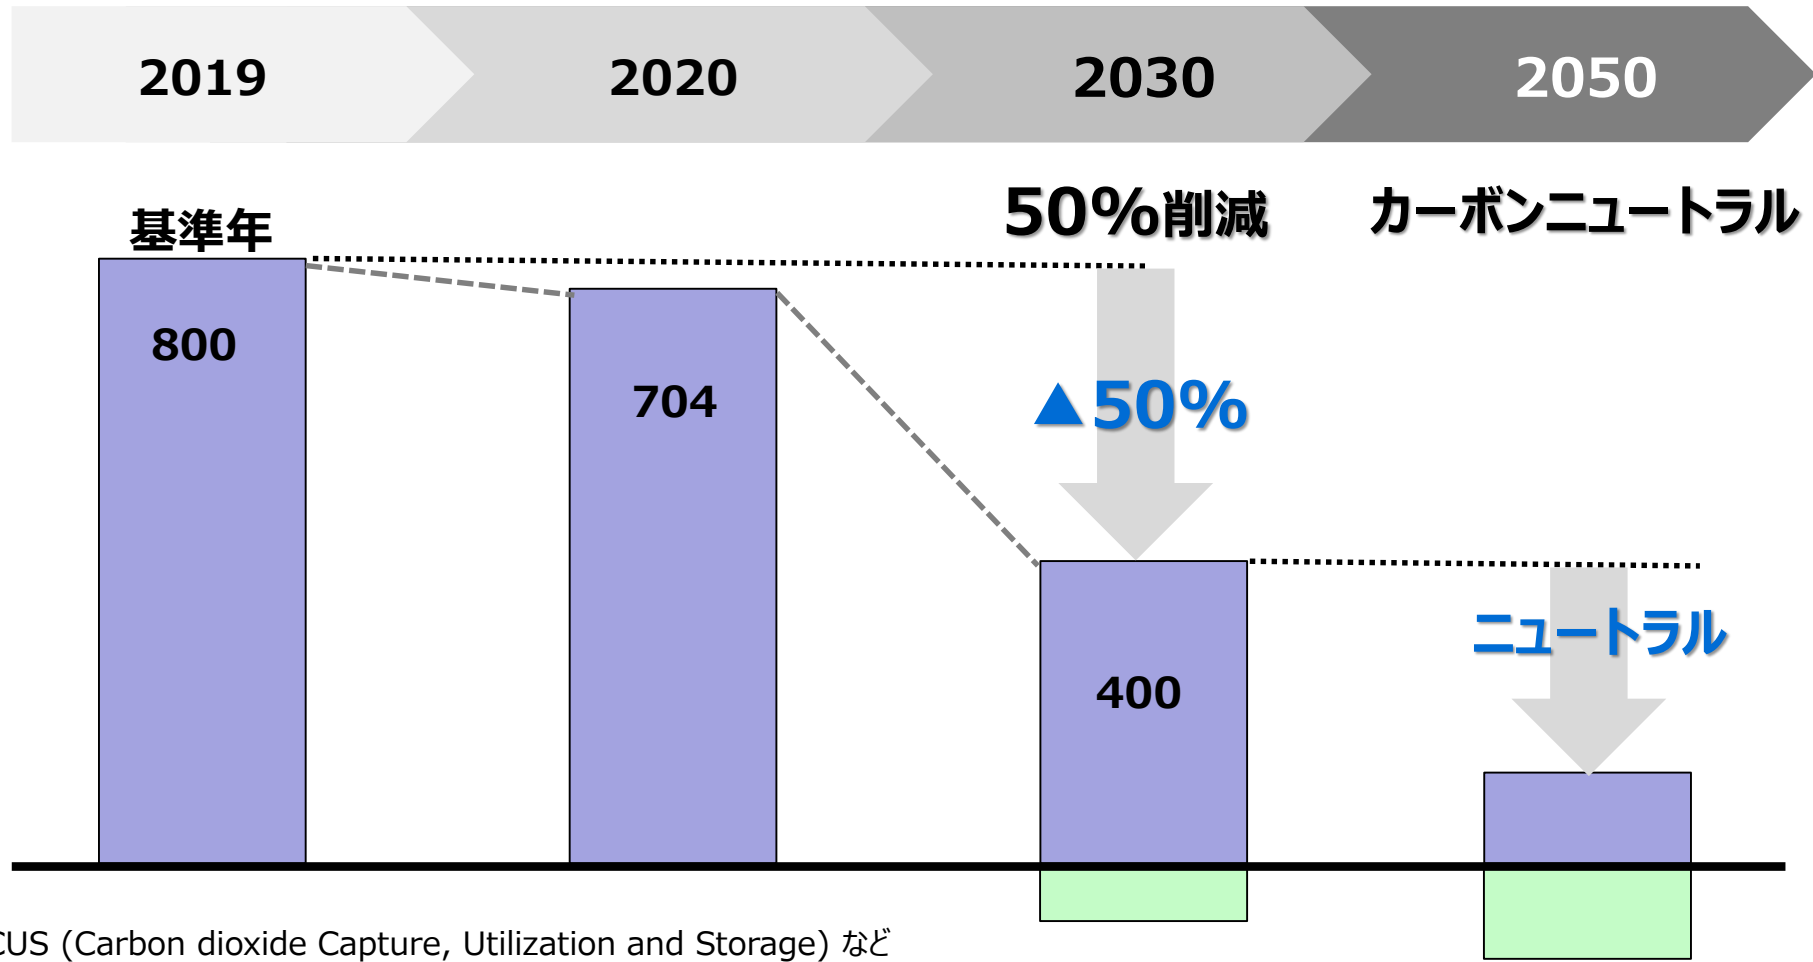 2019
2020
2030
2050
基準年
50%削減
カーボンニュートラル
800
704
▲50%
400
ニュートラル
CUS (Carbon dioxide Capture, Utilization and Storage) など